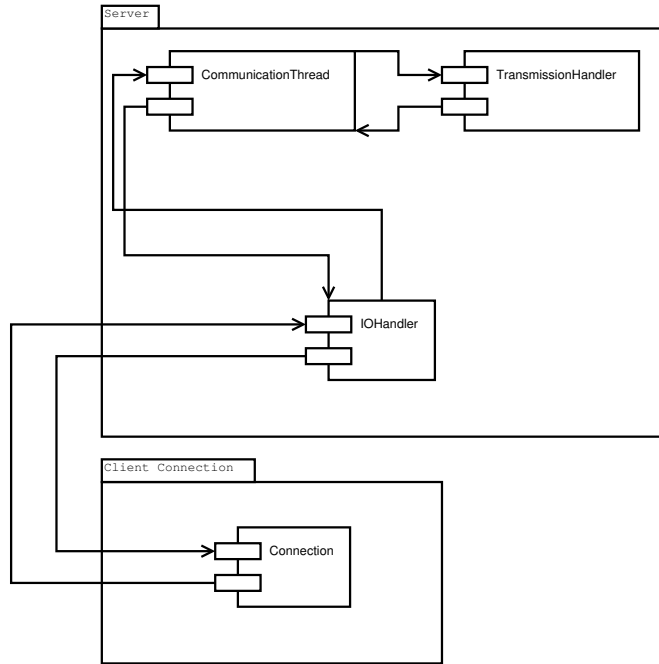 Server
CommunicationThread
TransmissionHandler
IOHandler
Client Connection
Connection